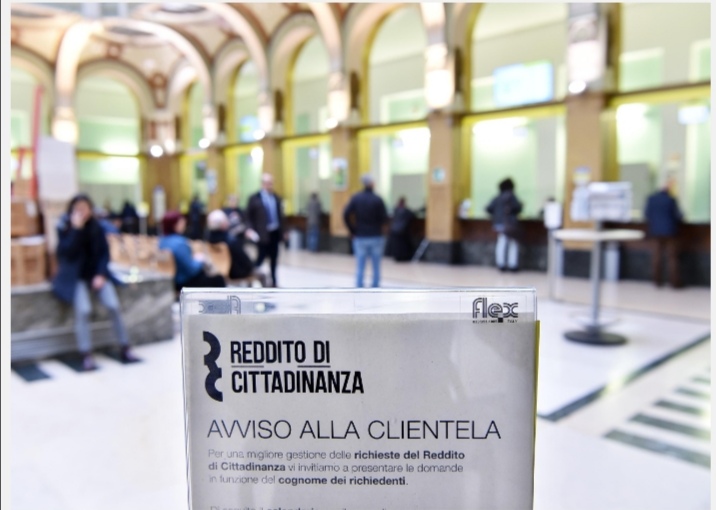 flex
REDDITO DI
CITTADINANZA
AVVISO ALLA CLIENTELA
Per una migliore gestione delle richieste del Reddito
di Cittadinanza vi invitiamo a presentare le domande
in funzione del cognome dei richiedenti.